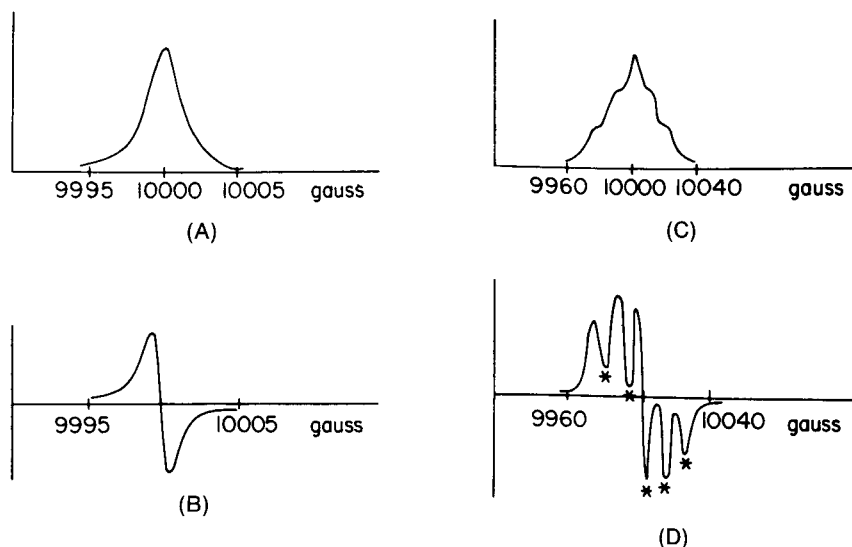 9995 10000 10005 gauss
(A)
9960 10000 10040 gauss
(C)
9995 10005 gauss
(B)
9960 10040 gauss
* * * * *
(D)